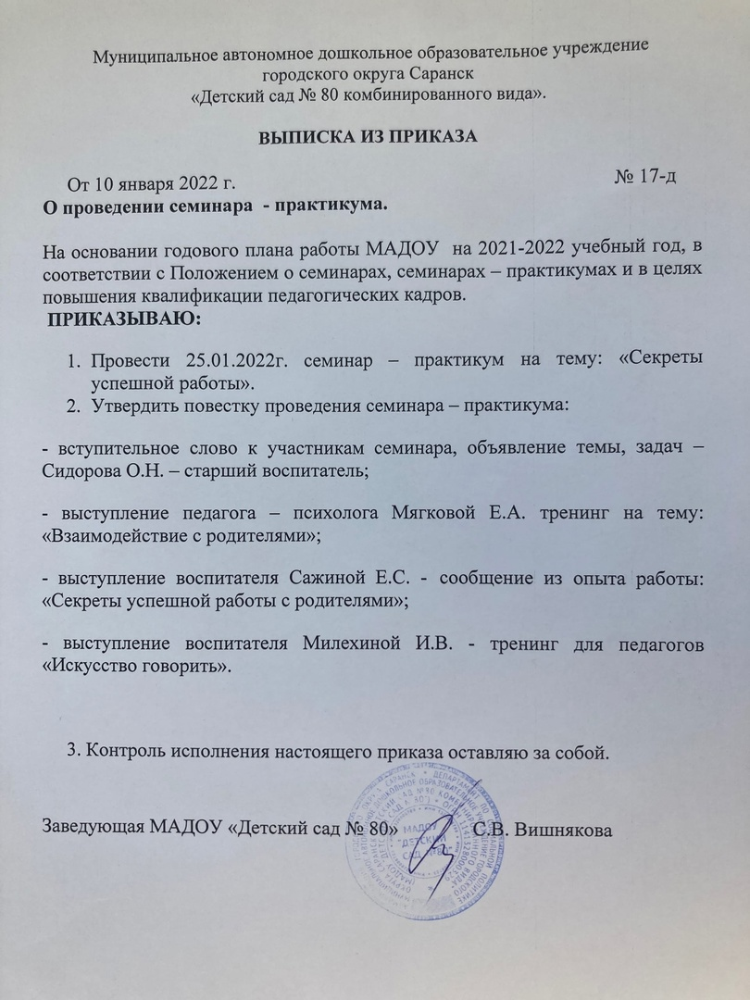 Муниципальное автономное дошкольное образовательное учреждение
городского округа Саранск
«Детский сад № 80 комбинированного вида».
ВЫПИСКА ИЗ ПРИКАЗА
От 10 января 2022 г. № 17-д
О проведении семинара - практикума.
На основании годового плана работы МАДОУ на 2021-2022 учебный год, в
соответствии с Положением о семинарах, семинарах – практикумах и в целях
повышения квалификации педагогических кадров.
ПРИКАЗЫВАЮ:
1. Провести 25.01.2022г. семинар – практикум на тему: «Секреты
успешной работы».
2. Утвердить повестку проведения семинара – практикума:
- вступительное слово к участникам семинара, объявление темы, задач –
Сидорова О.Н. – старший воспитатель;
- выступление педагога – психолога Мягковой Е.А. тренинг на тему:
«Взаимодействие с родителями»;
- выступление воспитателя Сажиной Е.С. - сообщение из опыта работы:
«Секреты успешной работы с родителями»;
- выступление воспитателя Милехиной И.В. - тренинг для педагогов
«Искусство говорить».
3. Контроль исполнения настоящего приказа оставляю за собой.
Заведующая МАДОУ «Детский сад № 80» С.В. Вишнякова
МАДОУ
"ДЕТСКИЙ
САД №80"